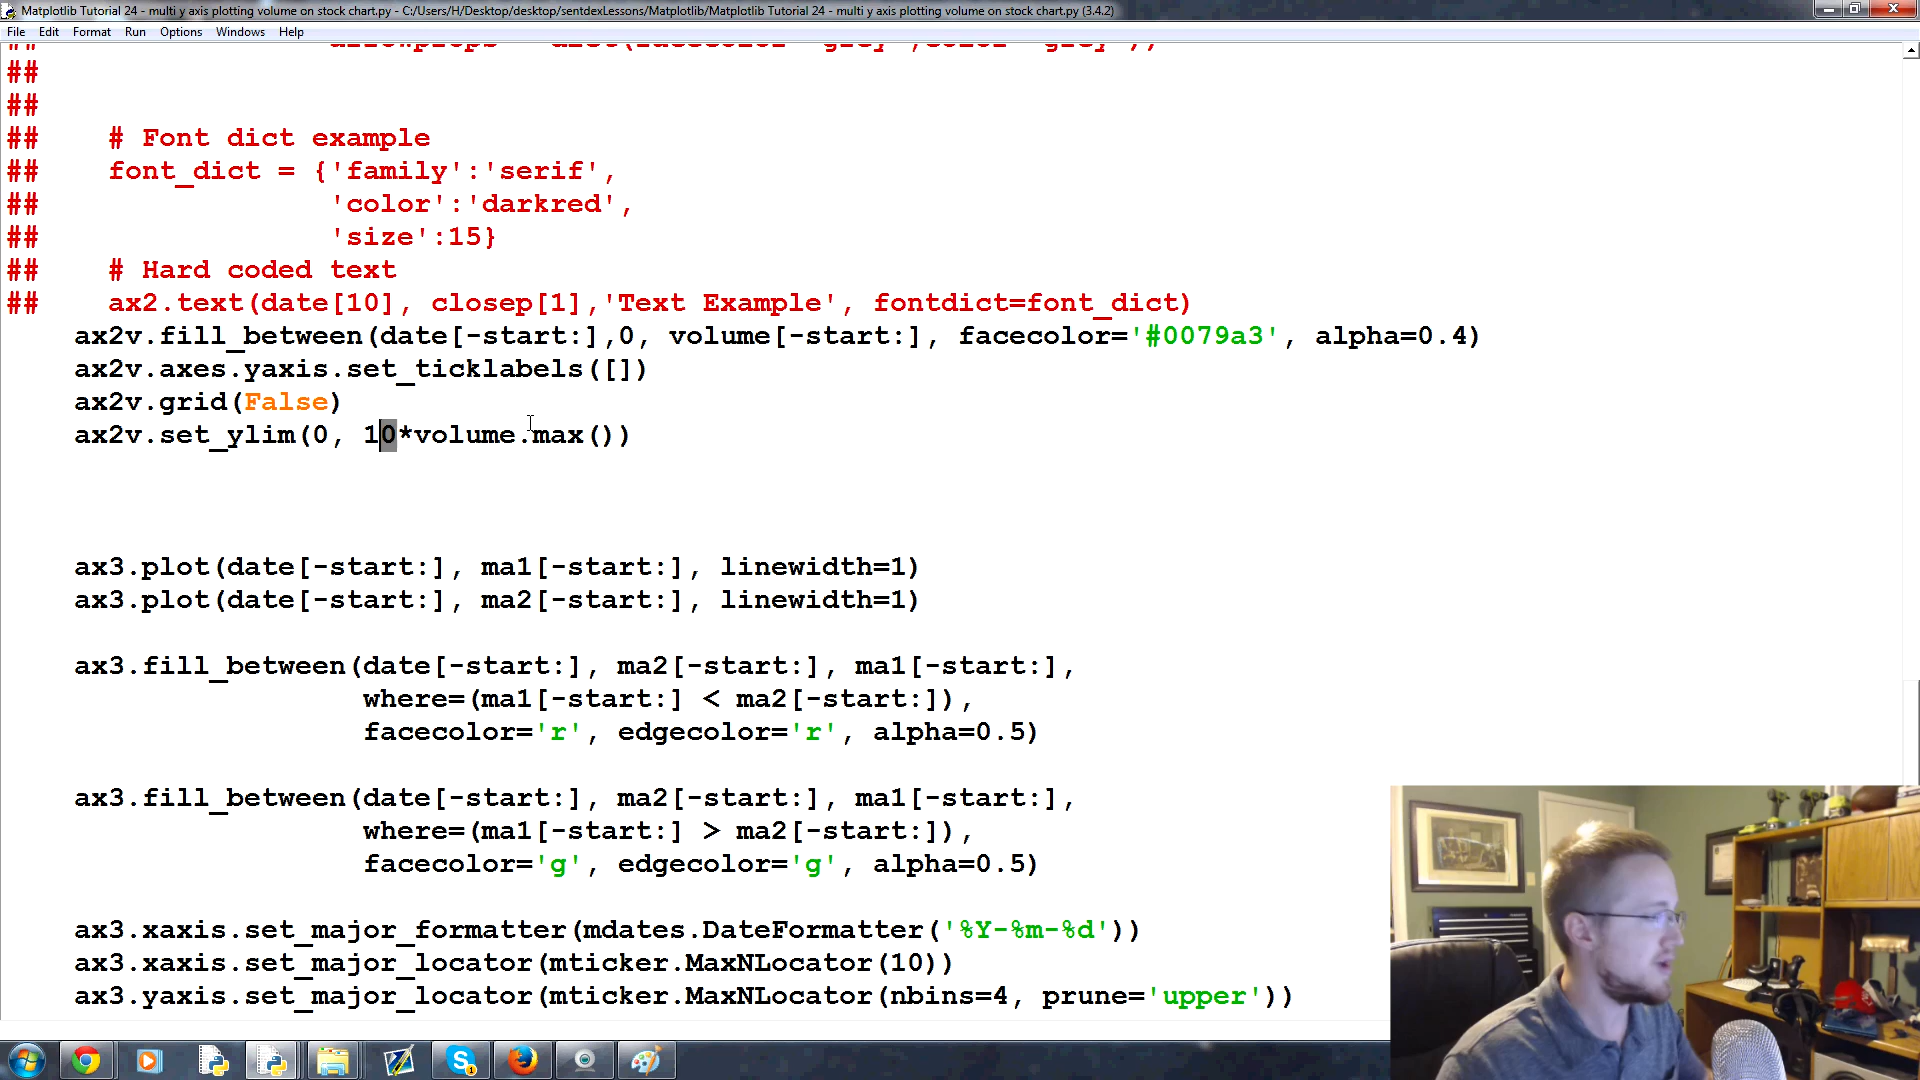 Matplotlib Tutorial 24 - multi y axis plotting volume on stock chart.py - C:/Users/H/Desktop/desktop/sentdexLessons/Matplotlib/Matplotlib Tutorial 24 - multi y axis plotting volume on stock chart.py (3.4.2)
File Edit Format Run Options Windows Help
##
##
## # Font dict example
## font_dict = {'family':'serif',
## 'color':'darkred',
## 'size':15}
## # Hard coded text
## ax2.text(date[10], closep[1],'Text Example', fontdict=font_dict)
ax2v.fill_between(date[-start:],0, volume[-start:], facecolor='#0079a3', alpha=0.4)
ax2v.axes.yaxis.set_ticklabels([])
ax2v.grid(False)
ax2v.set_ylim(0, 10*volume.max())
ax3.plot(date[-start:], ma1[-start:], linewidth=1)
ax3.plot(date[-start:], ma2[-start:], linewidth=1)
ax3.fill_between(date[-start:], ma2[-start:], ma1[-start:],
where=(ma1[-start:] < ma2[-start:]),
facecolor='r', edgecolor='r', alpha=0.5)
ax3.fill_between(date[-start:], ma2[-start:], ma1[-start:],
where=(ma1[-start:] > ma2[-start:]),
facecolor='g', edgecolor='g', alpha=0.5)
ax3.xaxis.set_major_formatter(mdates.DateFormatter('%Y-%m-%d'))
ax3.xaxis.set_major_locator(mticker.MaxNLocator(10))
ax3.yaxis.set_major_locator(mticker.MaxNLocator(nbins=4, prune='upper'))